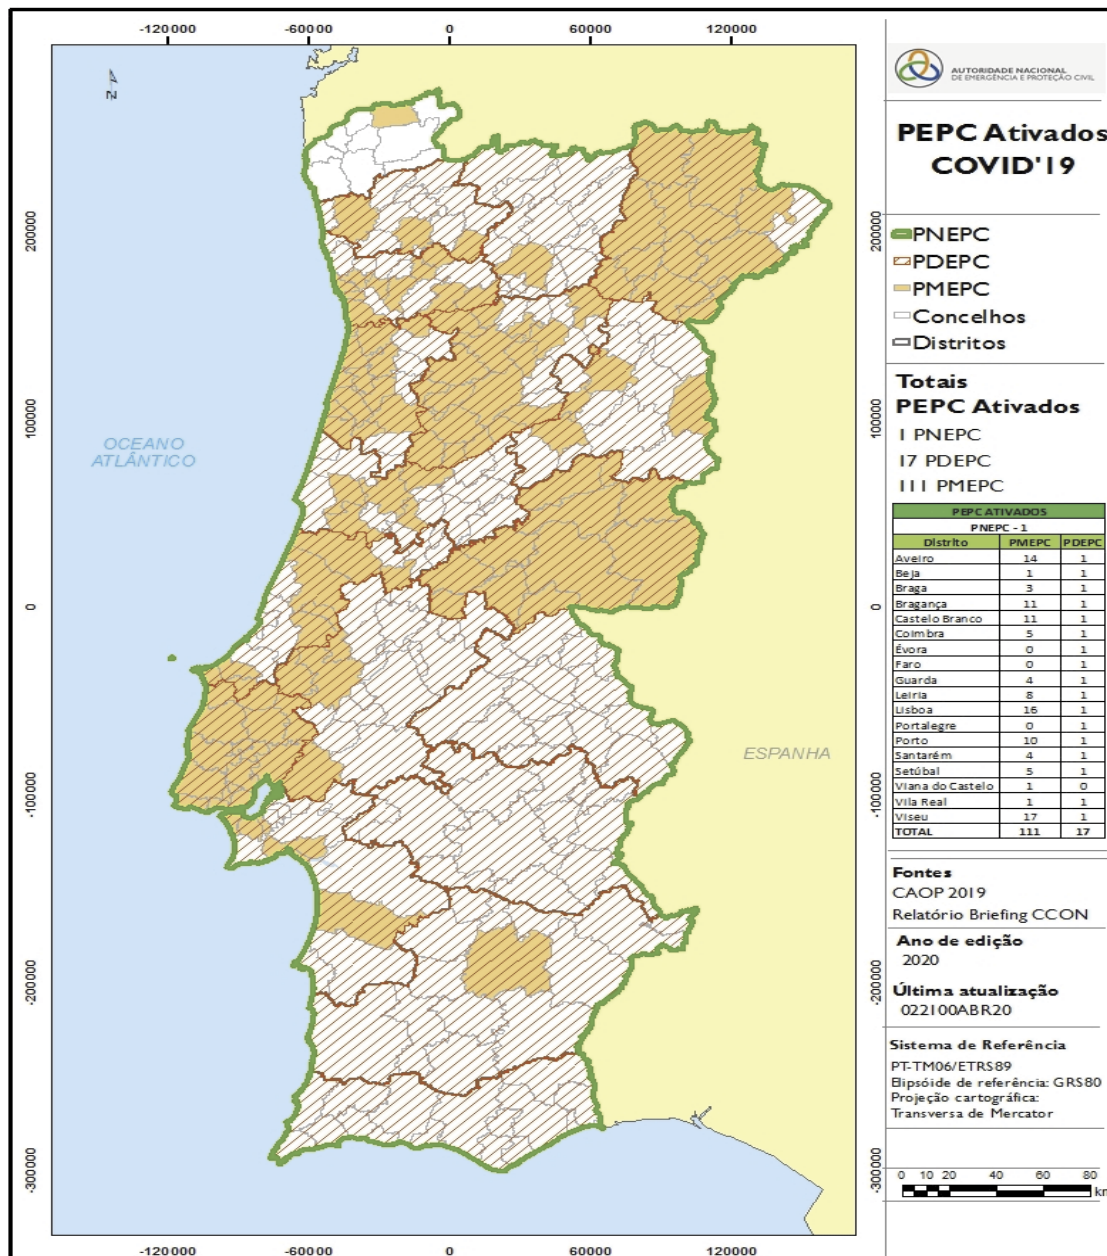 -120000 -60000 0 60000 120000
200000
100000
0
-100000
-200000
-300000
200000
100000
0
-100000
-200000
-300000
-120000 -60000 0 60000 120000
N
OCEANO
ATLÂNTICO
ESPANHA
AUTORIDADE NACIONAL
DE EMERGÊNCIA E PROTEÇÃO CIVIL
PEPC Ativados
COVID'19
PNEPC
PDEPC
PMEPC
Concelhos
Distritos
Totais
PEPC Ativados
1 PNEPC
17 PDEPC
111 PMEPC
PEPC ATIVADOS
PNEPC - 1
Distrito PMEPC PDEPC
Aveiro 14 1
Beja 1 1
Braga 3 1
Bragança 11 1
Castelo Branco 11 1
Coimbra 5 1
Évora 0 1
Faro 0 1
Guarda 4 1
Leiria 8 1
Lisboa 16 1
Portalegre 0 1
Porto 10 1
Santarém 4 1
Setúbal 5 1
Viana do Castelo 1 0
Vila Real 1 1
Viseu 17 1
TOTAL 111 17
Fontes
CAOP 2019
Relatório Briefing CCON
Ano de edição
2020
Última atualização
022100ABR20
Sistema de Referência
PT-TM06/ETRS89
Elipsóide de referência: GRS80
Projeção cartográfica:
Transversa de Mercator
0 10 20 40 60 80
km